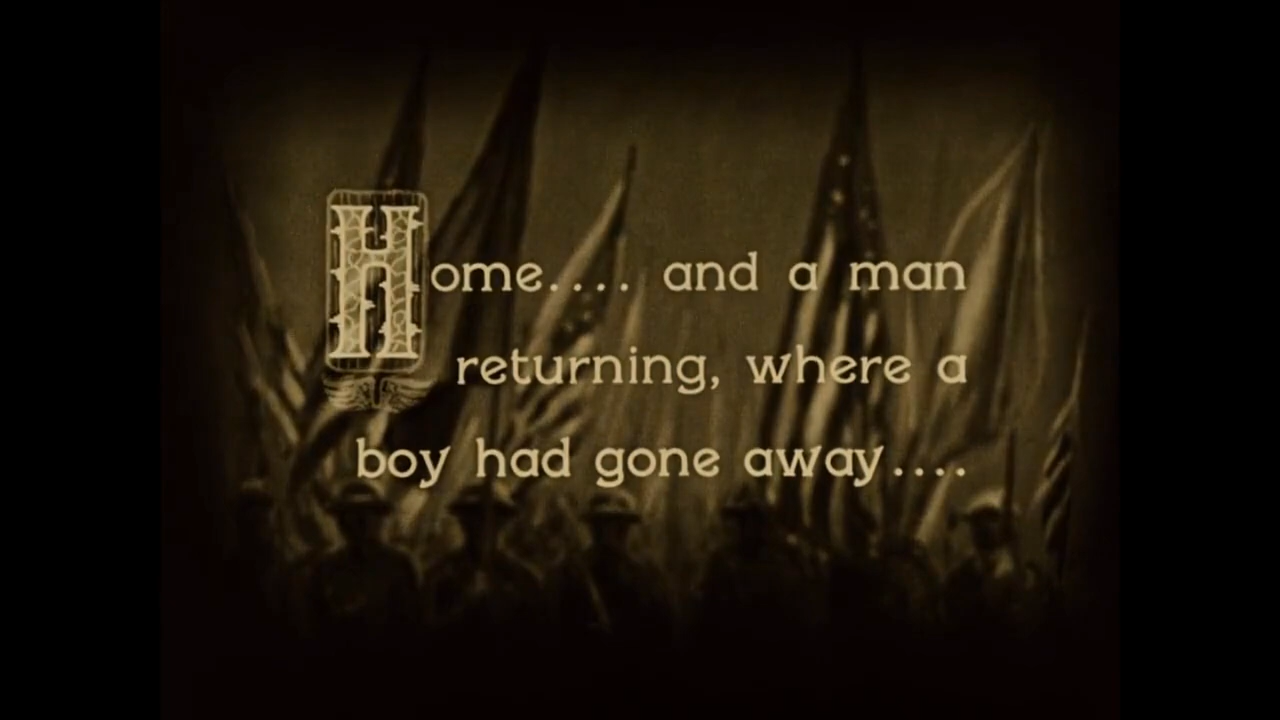 Home.... and a man
returning, where a
boy had gone away....